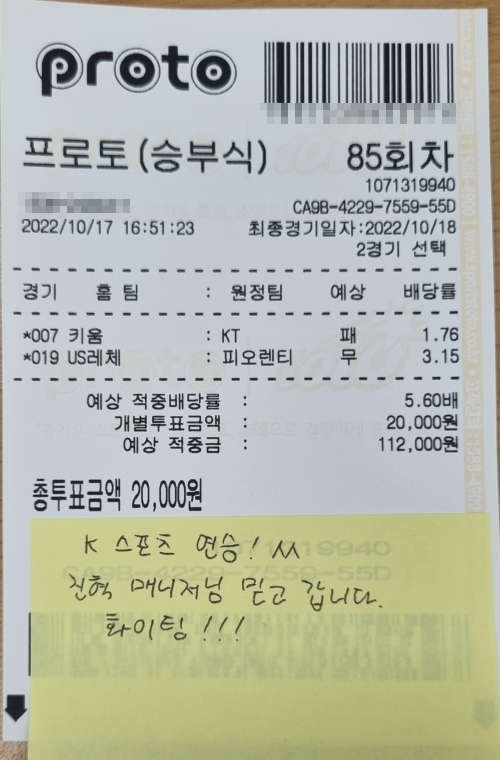 proto
프로토(승부식) 85회차
1071319940
CA9B-4229-7559-55D
2022/10/17 16:51:23 최종경기일자:2022/10/18
2경기 선택
경기 홈팀 : 원정팀 예상 배당률
*007 키움 : KT 패 1.76
*019 US레체 : 피오렌티 무 3.15
예상 적중배당률 : 5.60배
개별투표금액 : 20,000원
예상 적중금 : 112,000원
총투표금액 20,000원
K 스포츠 연승! ^^
진혁 매니저님 믿고 갑니다.
화이팅!!!